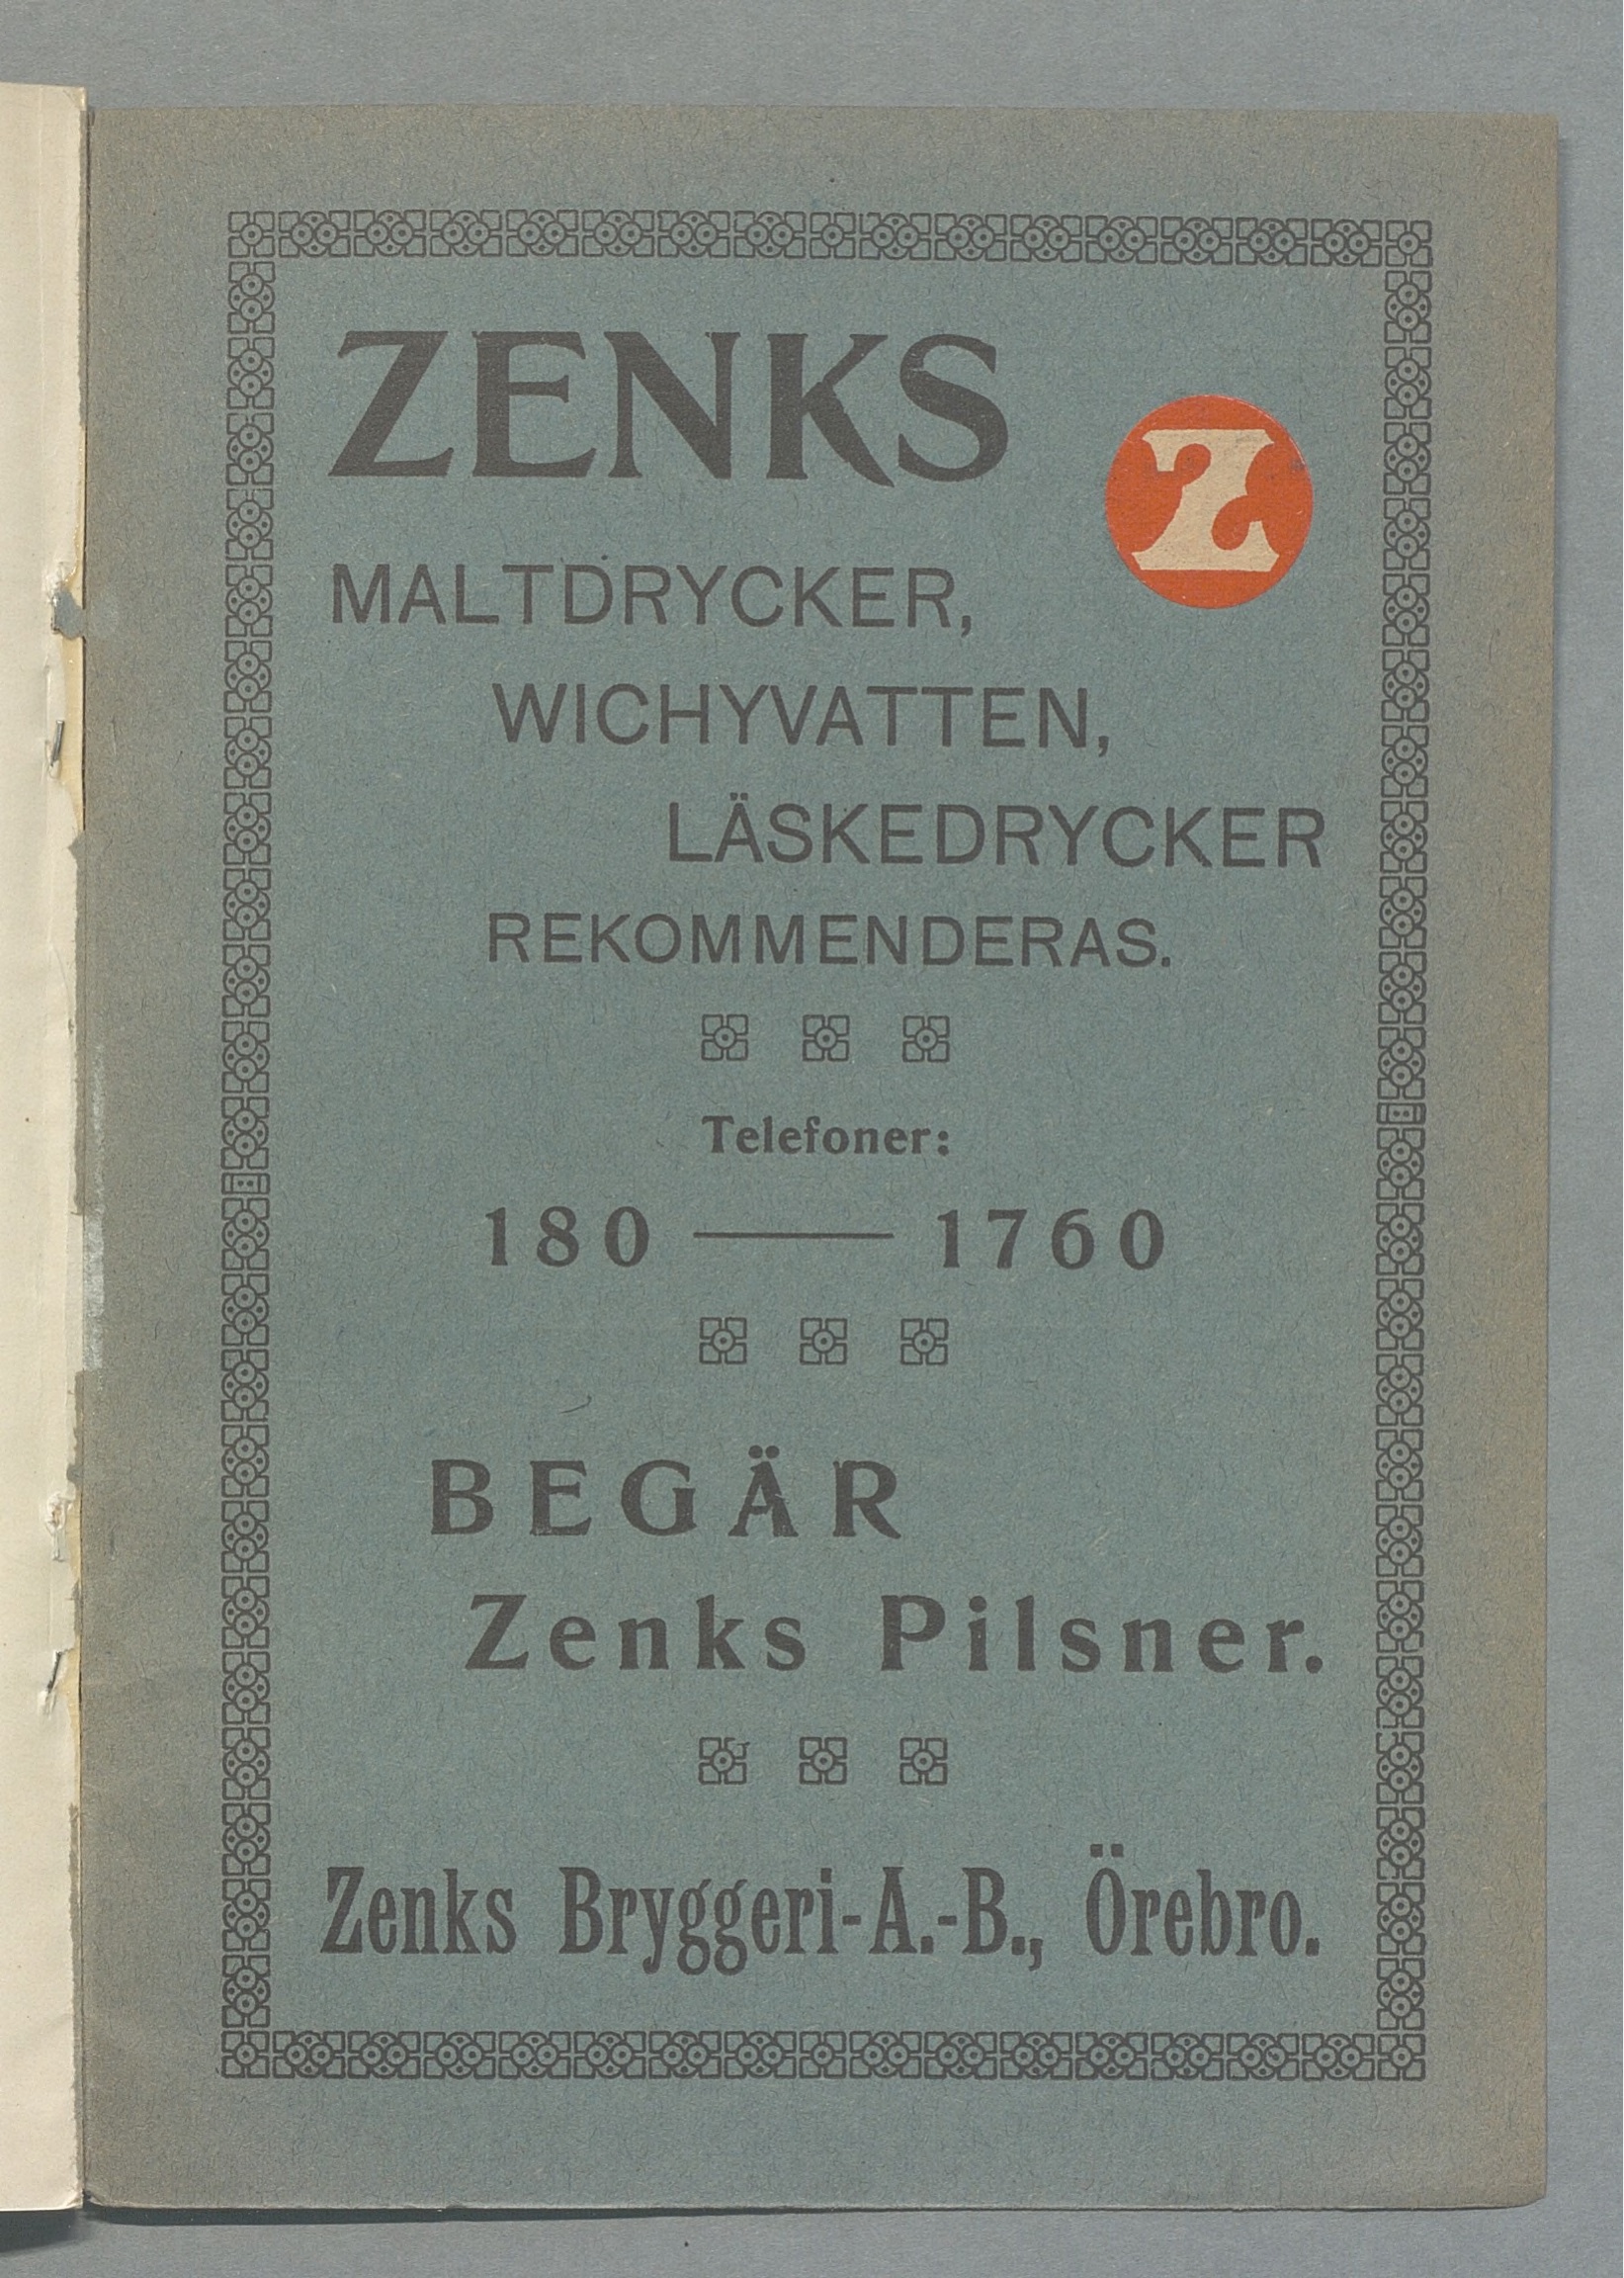 ZENKS
Z
MALTDRYCKER,
WICHYVATTEN,
LÄSKEDRYCKER
REKOMMENDERAS.
Telefoner:
180 — 1760
BEGÄR
Zenks Pilsner.
Zenks Bryggeri-A.-B., Örebro.